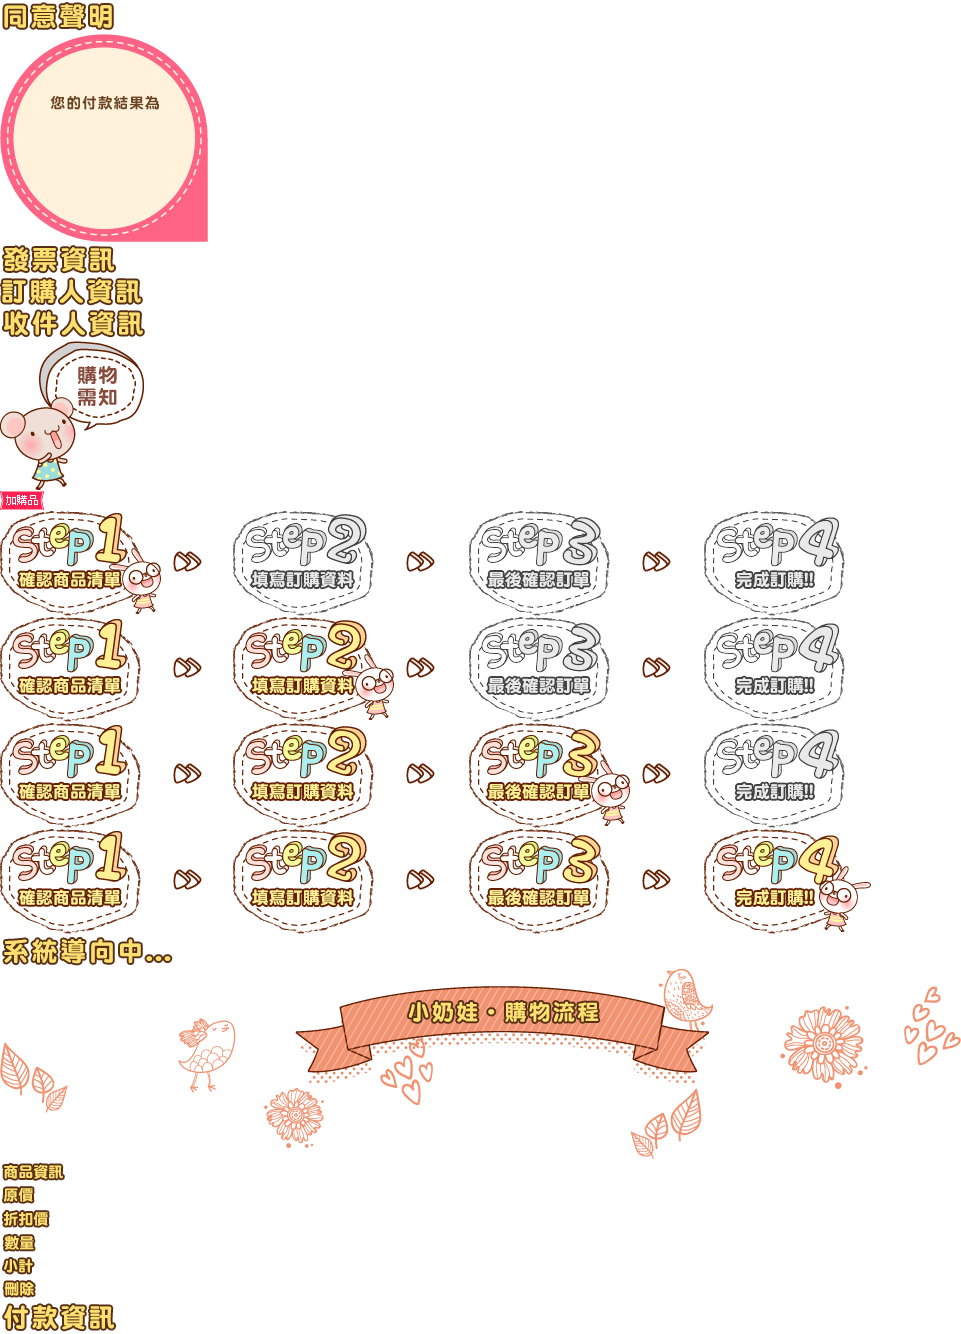 同意聲明
您的付款結果為
發票資訊
訂購人資訊
收件人資訊
購物
需知
加購品
Step1 Step2 Step3 Step4
確認商品清單 填寫訂購資料 最後確認訂單 完成訂購!!
Step1 Step2 Step3 Step4
確認商品清單 填寫訂購資料 最後確認訂單 完成訂購!!
Step1 Step2 Step3 Step4
確認商品清單 填寫訂購資料 最後確認訂單 完成訂購!!
Step1 Step2 Step3 Step4
確認商品清單 填寫訂購資料 最後確認訂單 完成訂購!!
系統導向中...
小奶娃・購物流程
商品資訊
原價
折扣價
數量
小計
刪除
付款資訊